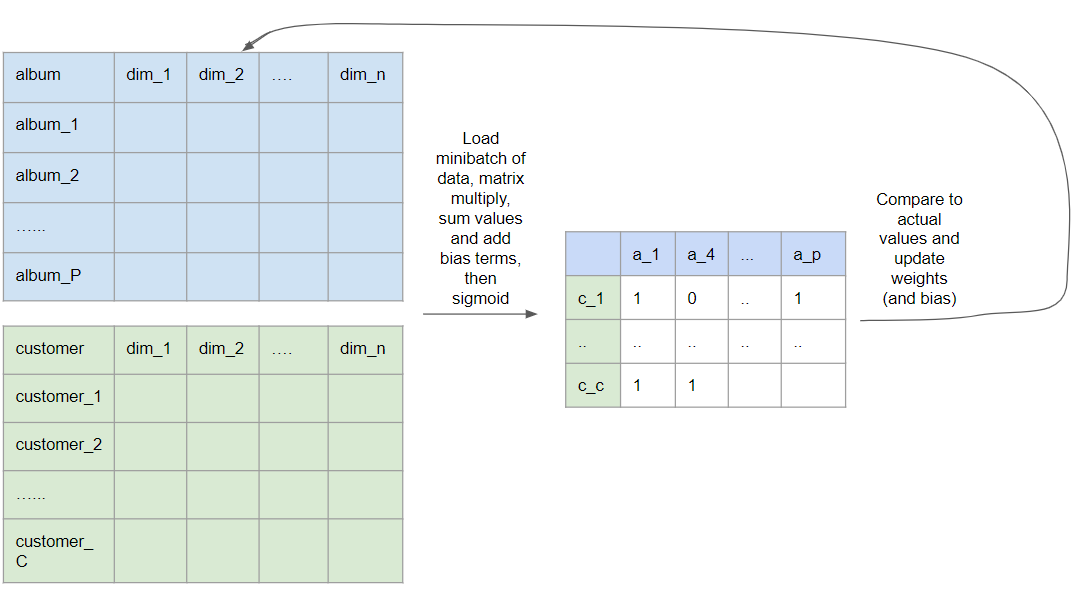 album dim_1 dim_2 .... dim_n
album_1
album_2
......
album_P
customer dim_1 dim_2 .... dim_n
customer_1
customer_2
......
customer_
C
Load
minibatch of
data, matrix
multiply,
sum values
and add
bias terms,
then
sigmoid
a_1 a_4 ... a_p
c_1 1 0 .. 1
.. .. .. .. ..
c_c 1 1
Compare to
actual
values and
update
weights
(and bias)